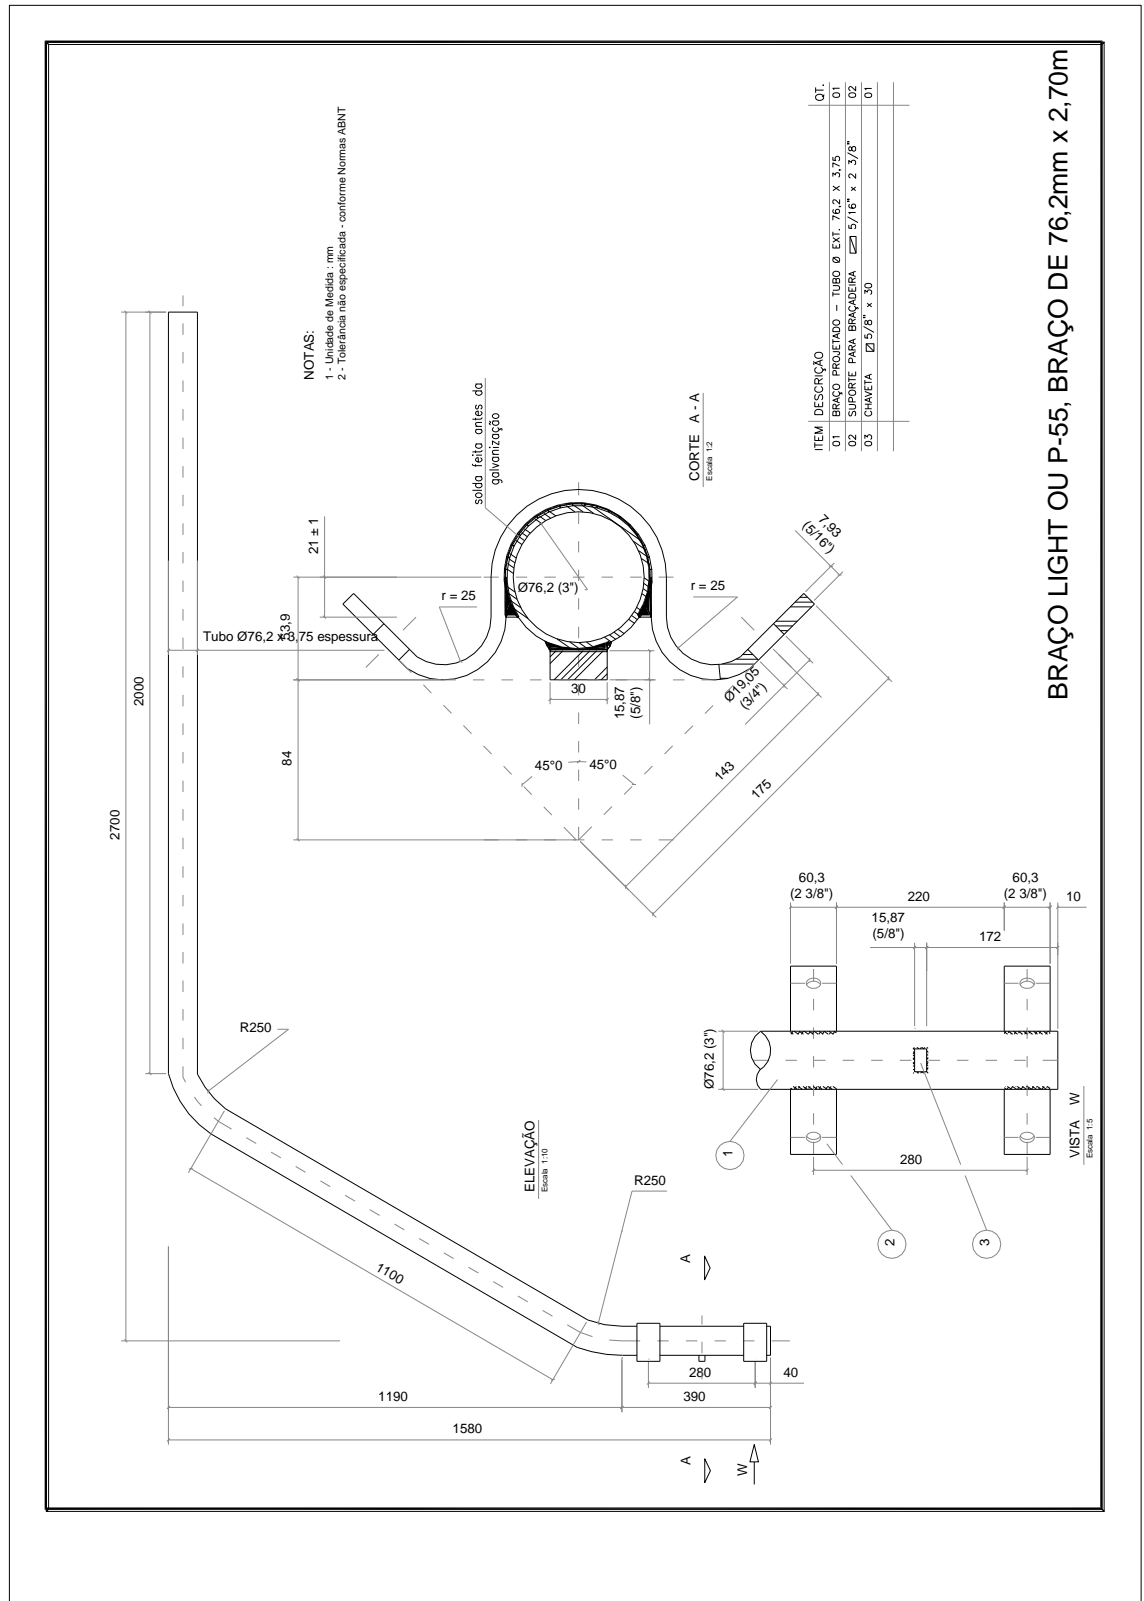 BRAÇO LIGHT OU P-55, BRAÇO DE 76,2mm x 2,70m
NOTAS:
1 - Unidade de Medida : mm
2 - Tolerância não especificada - conforme Normas ABNT
ITEM DESCRIÇÃO QT.
01 BRAÇO PROJETADO - TUBO Ø EXT. 76,2 x 3,75 01
02 SUPORTE PARA BRAÇADEIRA 5/16" x 2 3/8" 02
03 CHAVETA 5/8" x 30 01
solda feita antes da
galvanização
CORTE A - A
Escala 1:2
21 ± 1
Ø76,2 (3")
r = 25
r = 25
53,9
Tubo Ø76,2 x 3,75 espessura
7,93
(5/16")
30
15,87
(5/8")
Ø19,05
(3/4")
84
45°0
45°0
143
175
2000
2700
R250
1100
ELEVAÇÃO
Escala 1:10
R250
A
280
40
1190
390
1580
A
W
60,3
(2 3/8")
60,3
(2 3/8")
220
10
15,87
(5/8")
172
Ø76,2 (3")
280
1
2
3
VISTA W
Escala 1:5